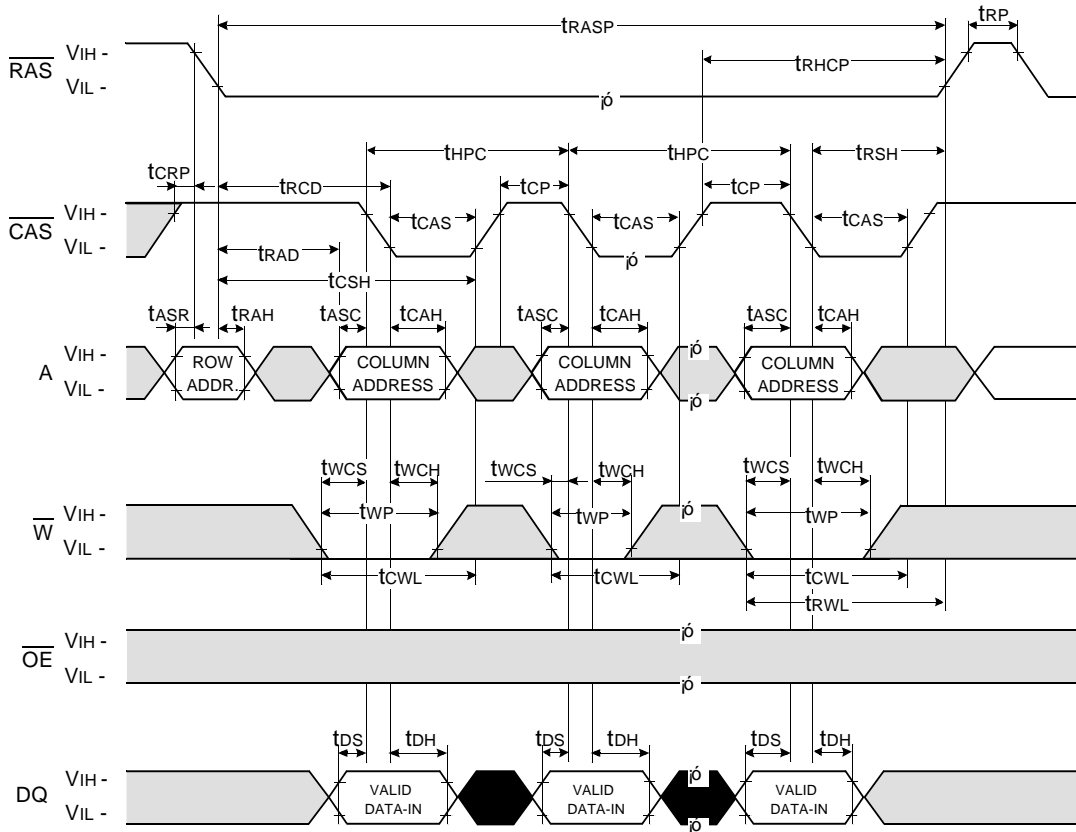 tRASP
tRP
RAS
VIH -
VIL -
tRHCP
¡ó
tHPC
tHPC
tRSH
tCRP
tRCD
tCP
tCP
CAS
VIH -
VIL -
tCAS
tCAS
tCAS
tRAD
¡ó
tCSH
tASR
tRAH
tASC
tCAH
tASC
tCAH
tASC
tCAH
A
VIH -
VIL -
ROW
ADDR.
COLUMN
ADDRESS
COLUMN
ADDRESS
¡ó
¡ó
COLUMN
ADDRESS
tWCS
tWCH
tWCS
tWCH
tWCS
tWCH
W
VIH -
VIL -
tWP
tWP
¡ó
tWP
tCWL
tCWL
tCWL
tRWL
OE
VIH -
VIL -
¡ó
¡ó
tDS
tDH
tDS
tDH
tDS
tDH
DQ
VIH -
VIL -
VALID
DATA-IN
VALID
DATA-IN
¡ó
¡ó
VALID
DATA-IN